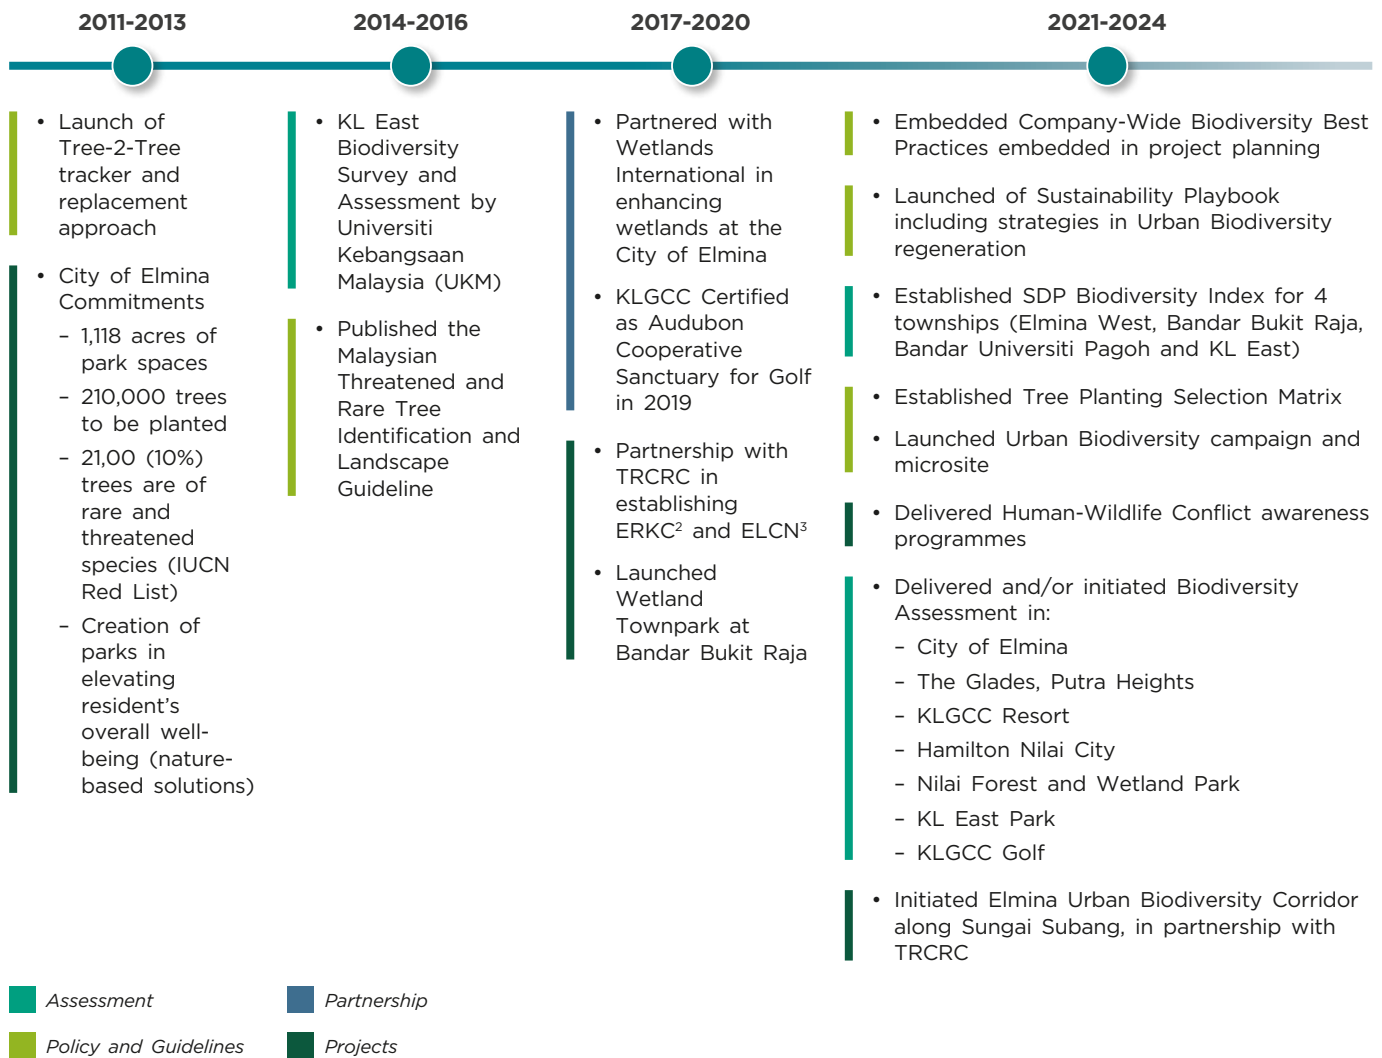 2011-2013
• Launch of
Tree-2-Tree
tracker and
replacement
approach
• City of Elmina
Commitments
– 1,118 acres of
park spaces
– 210,000 trees
to be planted
– 21,00 (10%)
trees are of
rare and
threatened
species (IUCN
Red List)
– Creation of
parks in
elevating
resident's
overall well-
being (nature-
based solutions)
2014-2016
• KL East
Biodiversity
Survey and
Assessment by
Universiti
Kebangsaan
Malaysia (UKM)
• Published the
Malaysian
Threatened and
Rare Tree
Identification and
Landscape
Guideline
2017-2020
• Partnered with
Wetlands
International in
enhancing
wetlands at the
City of Elmina
• KLGCC Certified
as Audubon
Cooperative
Sanctuary for Golf
in 2019
• Partnership with
TRCRC in
establishing
ERKC² and ELCN³
• Launched
Wetland
Townpark at
Bandar Bukit Raja
2021-2024
• Embedded Company-Wide Biodiversity Best
Practices embedded in project planning
• Launched of Sustainability Playbook
including strategies in Urban Biodiversity
regeneration
• Established SDP Biodiversity Index for 4
townships (Elmina West, Bandar Bukit Raja,
Bandar Universiti Pagoh and KL East)
• Established Tree Planting Selection Matrix
• Launched Urban Biodiversity campaign and
microsite
• Delivered Human-Wildlife Conflict awareness
programmes
• Delivered and/or initiated Biodiversity
Assessment in:
– City of Elmina
– The Glades, Putra Heights
– KLGCC Resort
– Hamilton Nilai City
– Nilai Forest and Wetland Park
– KL East Park
– KLGCC Golf
• Initiated Elmina Urban Biodiversity Corridor
along Sungai Subang, in partnership with
TRCRC
Assessment
Partnership
Policy and Guidelines
Projects